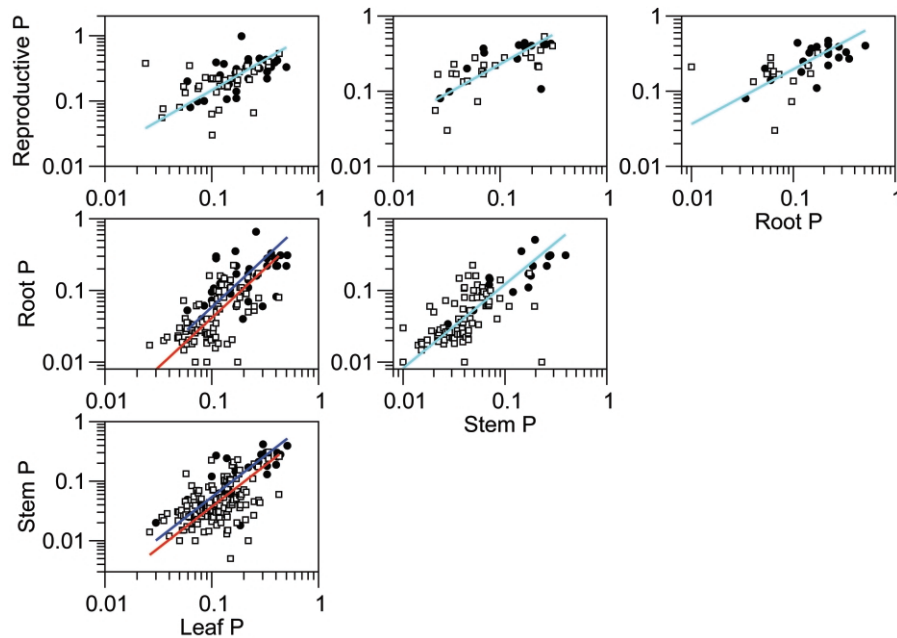 1 1 1
Reproductive P
0.1 0.1 0.1
0.01 0.01 0.01
0.01 0.1 1 0.01 0.1 1 0.01 0.1 1
Root P
1 1
Root P
0.1 0.1
0.01 0.01
0.01 0.1 1 0.01 0.1 1
Stem P
1
Stem P
0.1
0.01
0.01 0.1 1
Leaf P